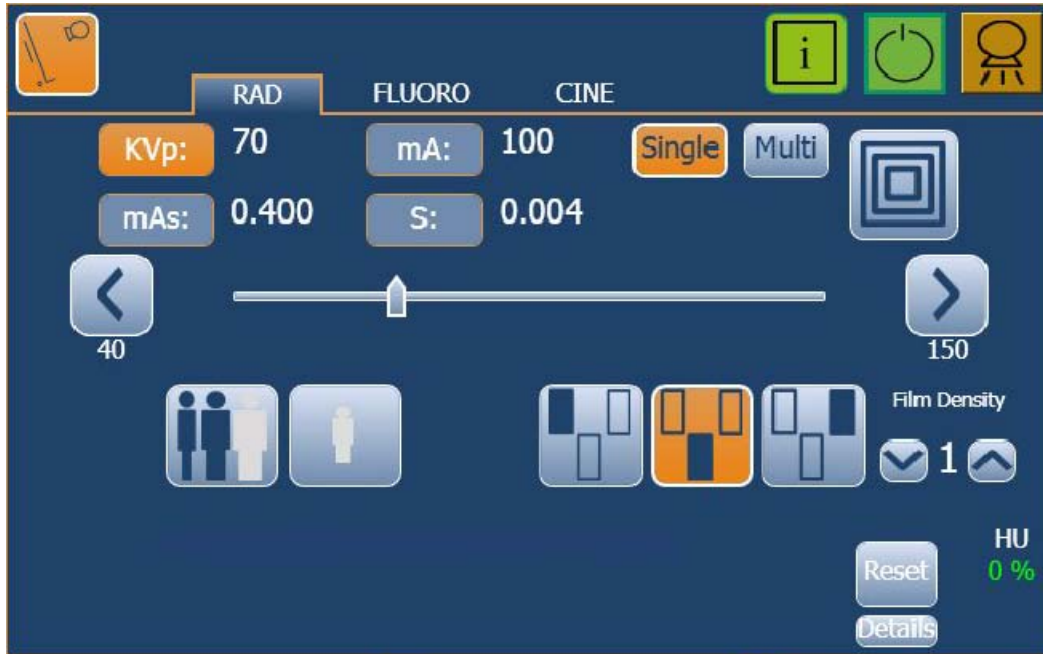 i
RAD FLUORO CINE
KVp: 70 mA: 100 Single Multi
mAs: 0.400 S: 0.004
40 150
Film Density
1
HU
Reset 0 %
Details